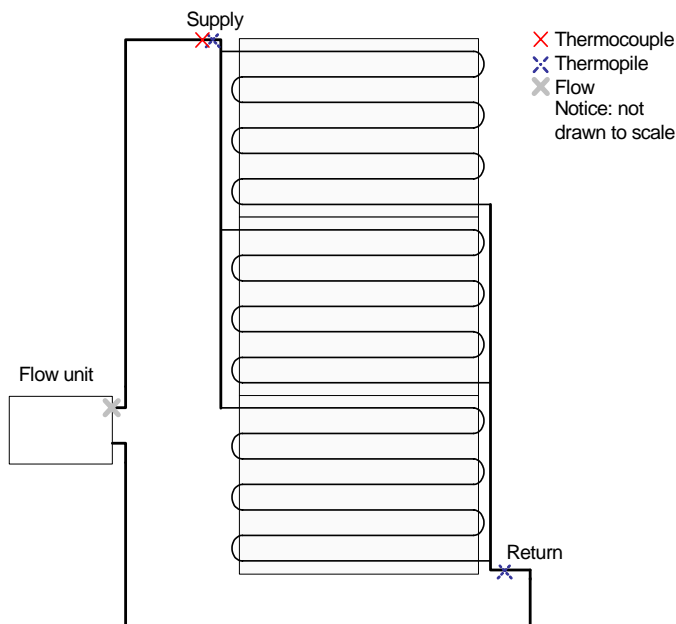 Supply
Thermocouple
Thermopile
Flow
Notice: not
drawn to scale
Flow unit
Return